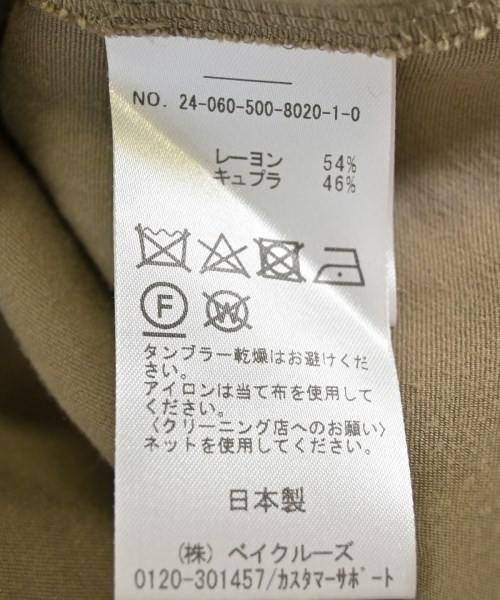 NO. 24-060-500-8020-1-0
レーヨン 54%
キュプラ 46%
F W
タンブラー乾燥はお避けくだ
さい。
アイロンは当て布を使用して
ください。
〈クリーニング店へのお願い〉
ネットを使用してください。
日本製
(株) ベイクルーズ
0120-301457/カスタマーサポート